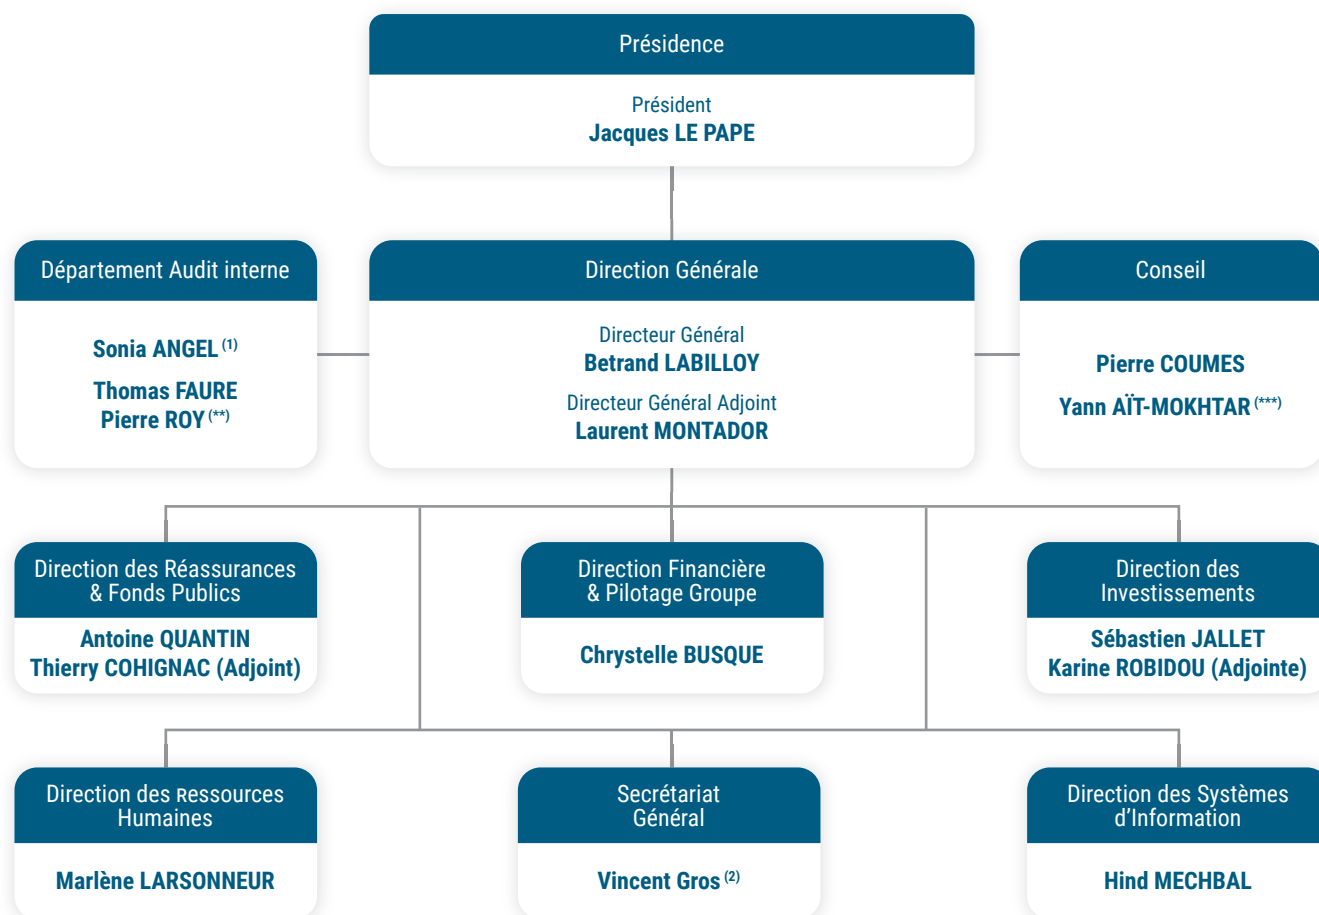 Présidence
Président
Jacques LE PAPE
Département Audit interne
Sonia ANGEL (1)
Thomas FAURE
Pierre ROY (**)
Direction Générale
Directeur Général
Betrand LABILLOY
Directeur Général Adjoint
Laurent MONTADOR
Conseil
Pierre COUMES
Yann AÏT-MOKHTAR (***)
Direction des Réassurances
& Fonds Publics
Antoine QUANTIN
Thierry COHIGNAC (Adjoint)
Direction Financière
& Pilotage Groupe
Chrystelle BUSQUE
Direction des
Investissements
Sébastien JALLET
Karine ROBIDOU (Adjointe)
Direction des Ressources
Humaines
Marlène LARSONNEUR
Secrétariat
Général
Vincent Gros (2)
Direction des Systèmes
d'Information
Hind MECHBAL